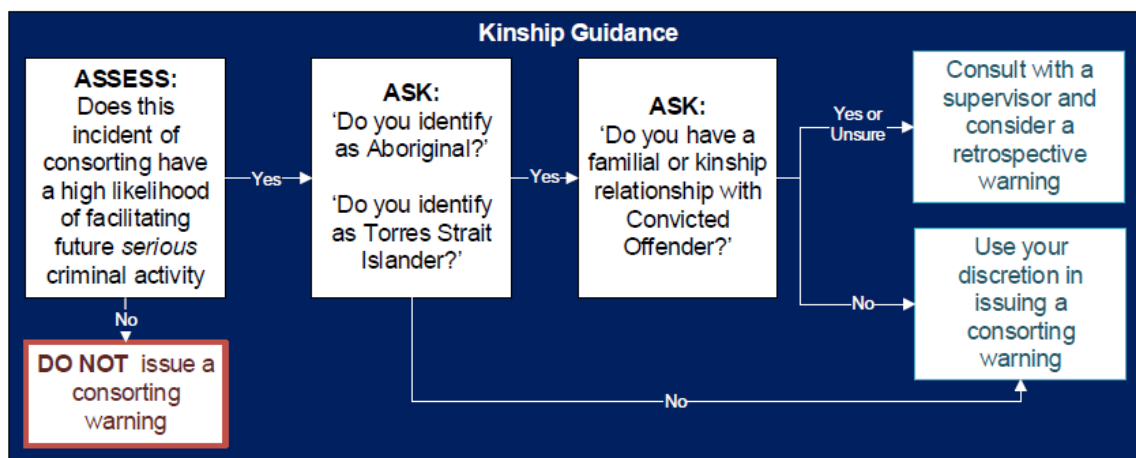 Kinship Guidance
ASSESS:
Does this
incident of
consorting have
a high likelihood
of facilitating
future serious
criminal activity
Yes
No
DO NOT issue a
consorting
warning
ASK:
‘Do you identify
as Aboriginal?’
‘Do you identify
as Torres Strait
Islander?’
Yes
No
ASK:
‘Do you have a
familial or kinship
relationship with
Convicted
Offender?’
Yes or
Unsure
No
Consult with a
supervisor and
consider a
retrospective
warning
Use your
discretion in
issuing a
consorting
warning